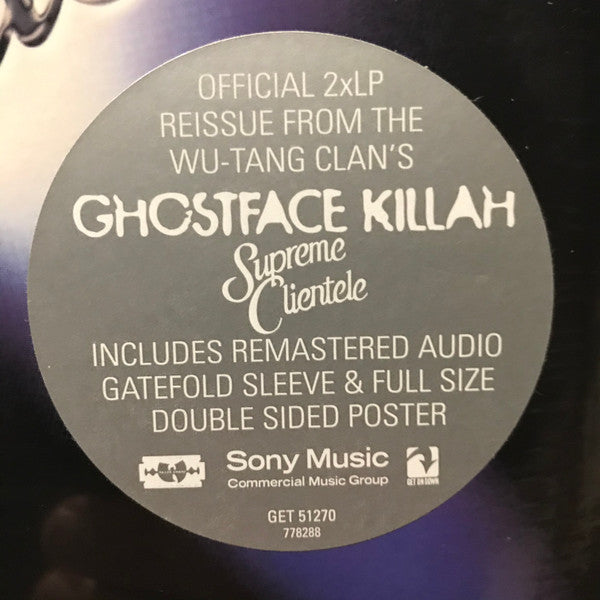 OFFICIAL 2xLP
REISSUE FROM THE
WU-TANG CLAN'S
GHOSTFACE KILLAH
Supreme
Clientele
INCLUDES REMASTERED AUDIO
GATEFOLD SLEEVE & FULL SIZE
DOUBLE SIDED POSTER
Sony Music
Commercial Music Group
GET ON DOWN
GET 51270
778288